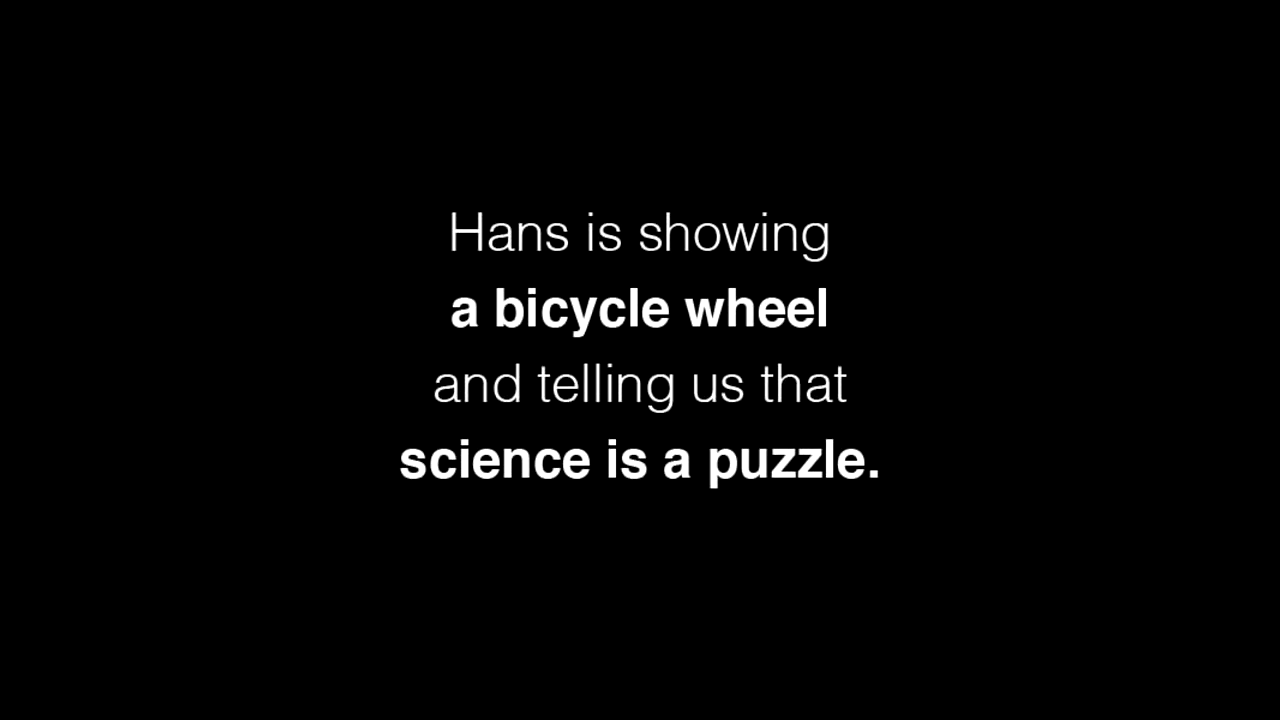 Hans is showing
a bicycle wheel
and telling us that
science is a puzzle.